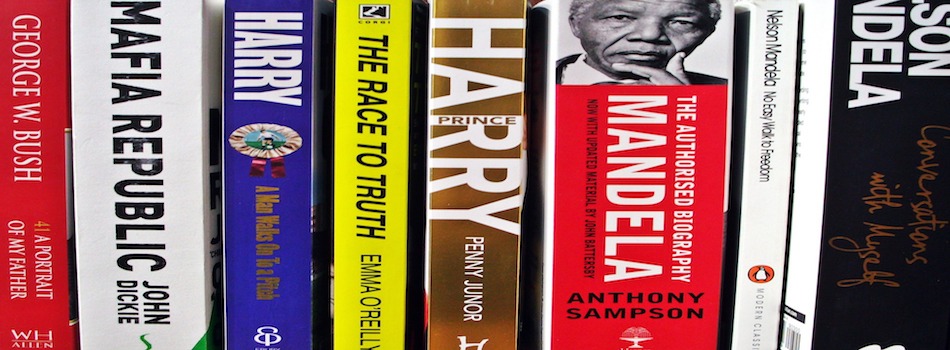 GEORGE W. BUSH
41 A PORTRAIT
OF MY FATHER
WH
ALLEN
MAFIA REPUBLIC
JOHN
DICKIE
HARRY
A Man Walks On To a Pitch
CORGI
THE RACE TO TRUTH
EMMA O'REILLY
HARRY
PRINCE
PENNY JUNOR
THE AUTHORISED BIOGRAPHY
MANDELA
NOW WITH UPDATED MATERIAL BY JOHN BATTERSBY
ANTHONY
SAMPSON
Nelson Mandela No Easy Walk to Freedom
MODERN CLASSI
SON
NDELA
Conversations
with Myself